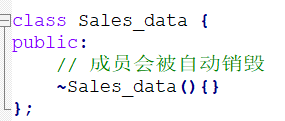 class Sales_data {
public:
    // 成员会被自动销毁
    ~Sales_data(){}
};